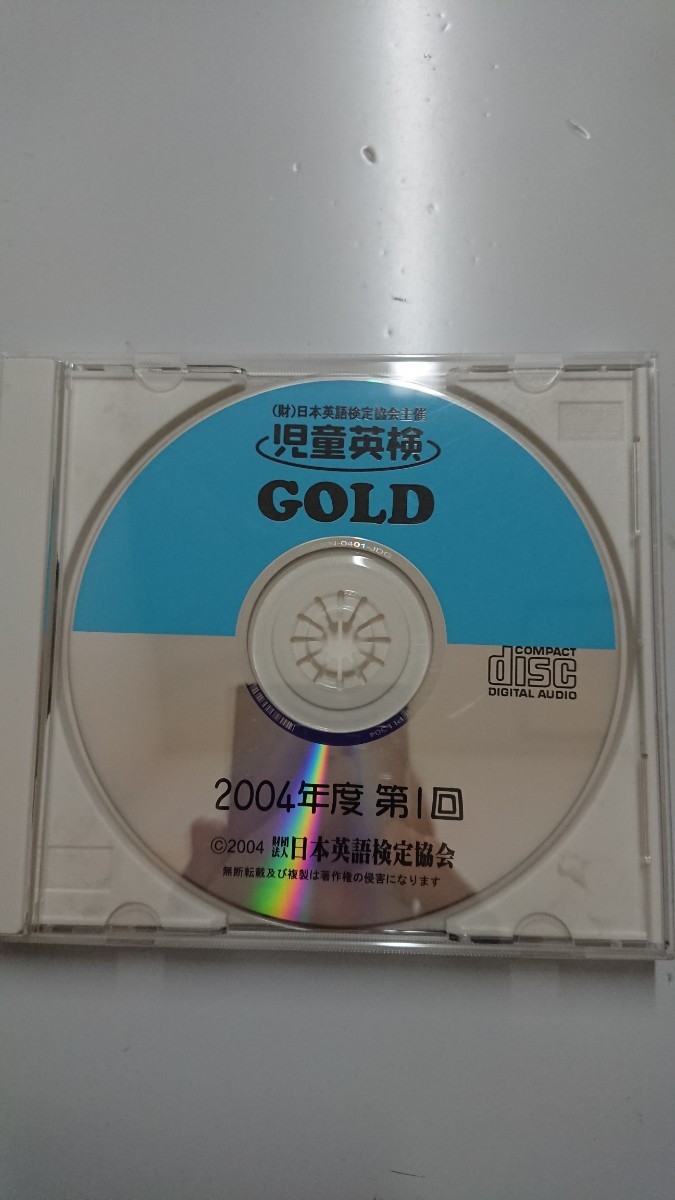 (財)日本英語検定協会主催
児童英検
GOLD
-0401-JDG
COMPACT
disc
DIGITAL AUDIO
2004年度 第1回
©2004 財団法人 日本英語検定協会
無断転載及び複製は著作権の侵害になります